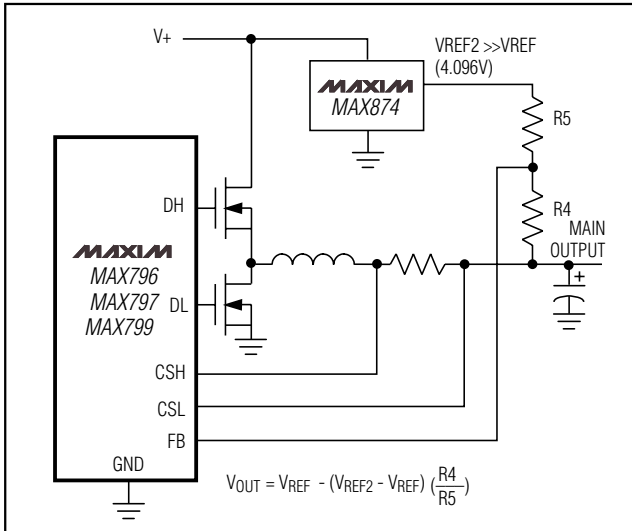 V+
VREF2 >>VREF
(4.096V)
MAXIM
MAX874
R5
R4
MAIN
OUTPUT
DH
MAXIM
MAX796
MAX797
MAX799
DL
CSH
CSL
FB
GND
+
VOUT = VREF - (VREF2 - VREF) (R4/R5)